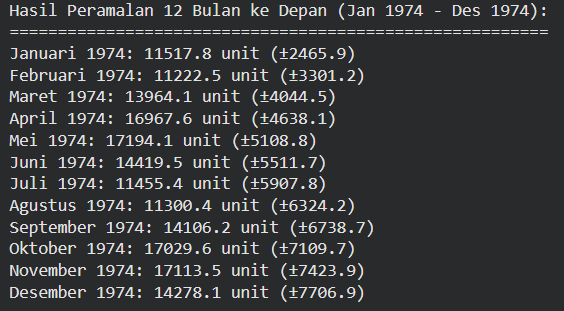 Hasil Peramalan 12 Bulan ke Depan (Jan 1974 - Des 1974):
========================================================
Januari 1974: 11517.8 unit (±2465.9)
Februari 1974: 11222.5 unit (±3301.2)
Maret 1974: 13964.1 unit (±4044.5)
April 1974: 16967.6 unit (±4638.1)
Mei 1974: 17194.1 unit (±5108.8)
Juni 1974: 14419.5 unit (±5511.7)
Juli 1974: 11455.4 unit (±5907.8)
Agustus 1974: 11300.4 unit (±6324.2)
September 1974: 14106.2 unit (±6738.7)
Oktober 1974: 17029.6 unit (±7109.7)
November 1974: 17113.5 unit (±7423.9)
Desember 1974: 14278.1 unit (±7706.9)